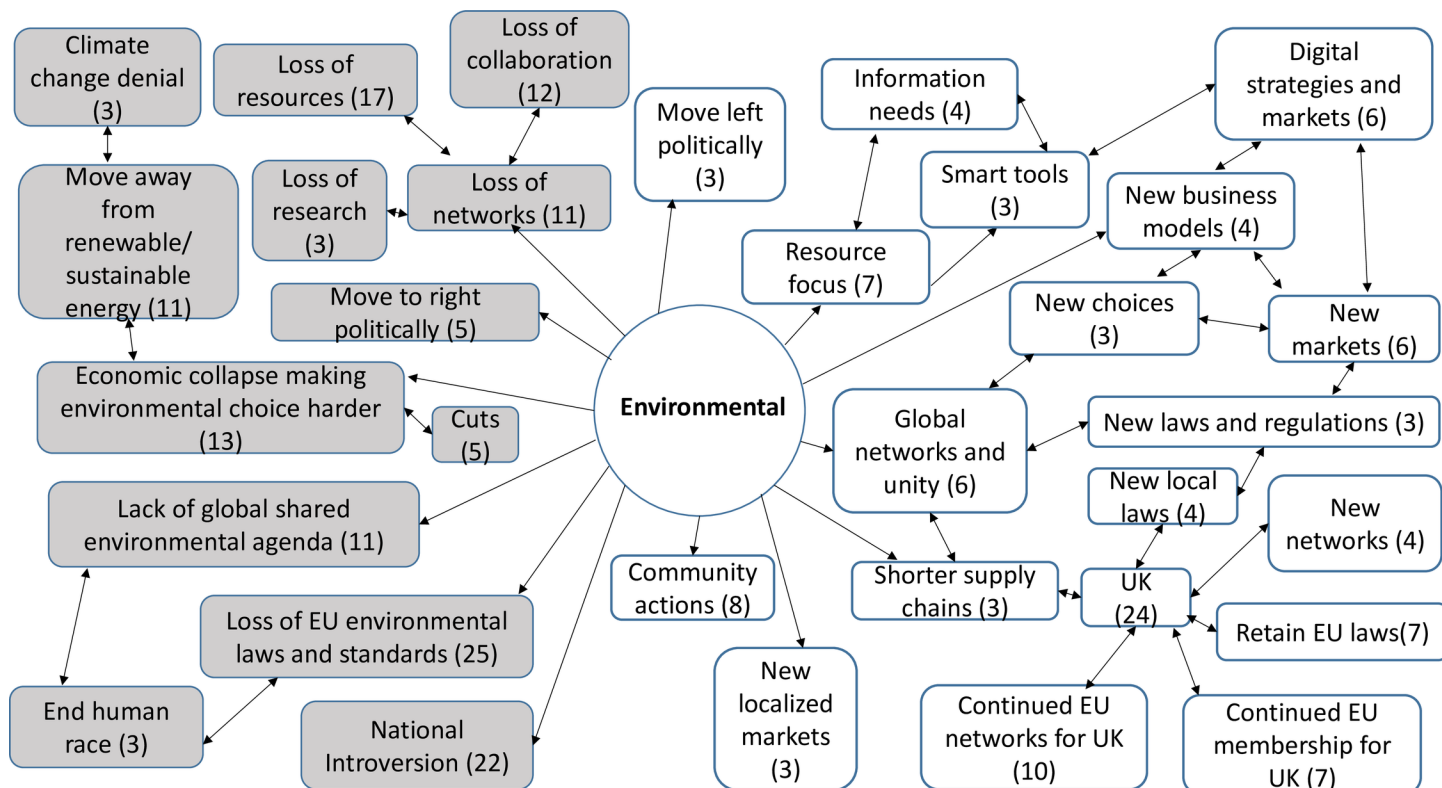 Climate
change denial
(3)
Loss of
resources (17)
Loss of
collaboration
(12)
Move left
politically
(3)
Information
needs (4)
Digital
strategies and
markets (6)
Move away
from
renewable/
sustainable
energy (11)
Loss of
research
(3)
Loss of
networks (11)
Smart tools
(3)
New business
models (4)
Resource
focus (7)
Move to right
politically (5)
New choices
(3)
New
markets (6)
Economic collapse making
environmental choice harder
(13)
Cuts
(5)
Environmental
Global
networks and
unity (6)
New laws and regulations (3)
New local
laws (4)
New
networks (4)
Lack of global shared
environmental agenda (11)
Community
actions (8)
Shorter supply
chains (3)
UK
(24)
Retain EU laws(7)
Loss of EU environmental
laws and standards (25)
End human
race (3)
National
Introversion (22)
New
localized
markets
(3)
Continued EU
networks for UK
(10)
Continued EU
membership for
UK (7)